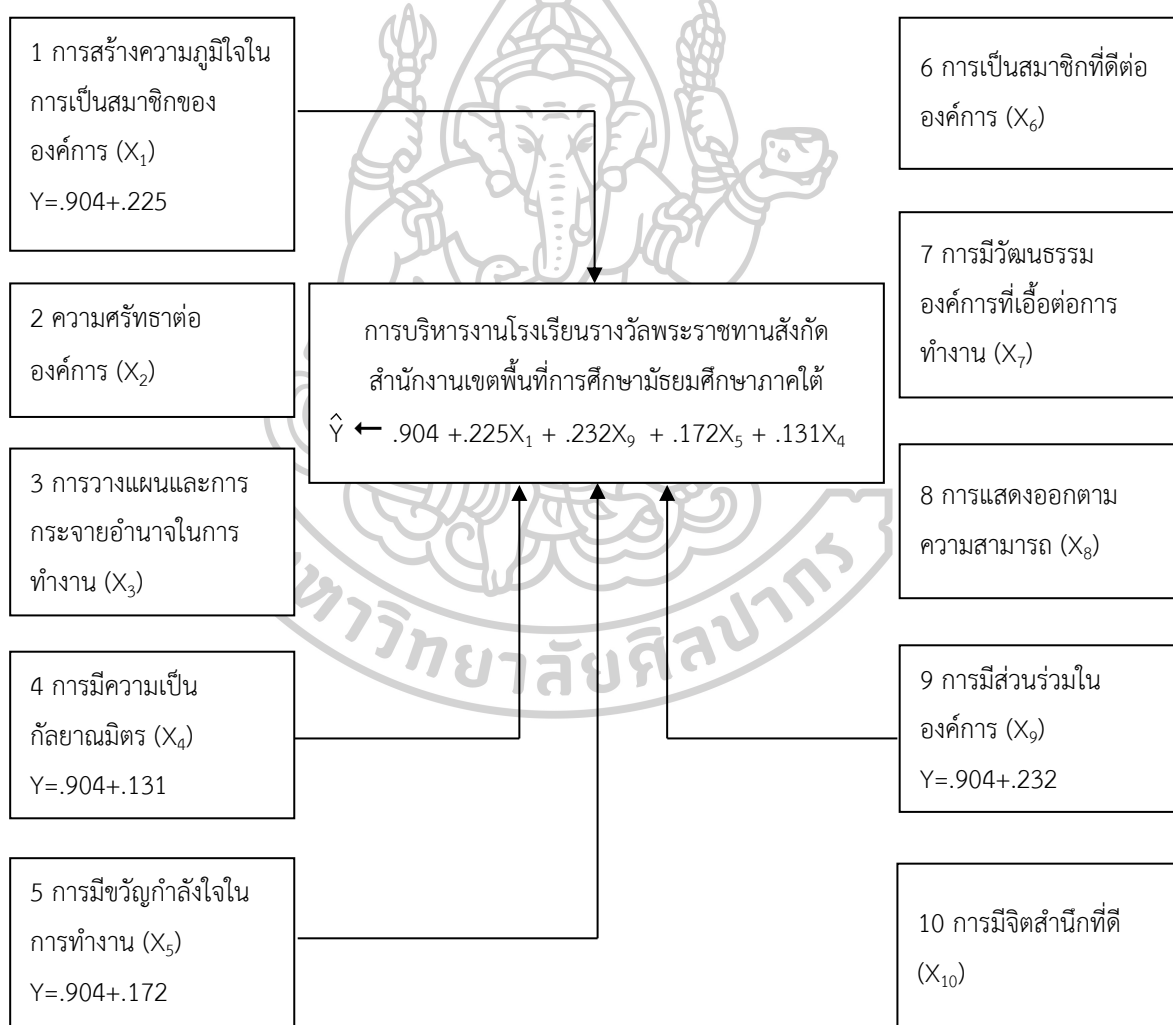 1 การสร้างความภูมิใจใน
การเป็นสมาชิกของ
องค์การ (X₁)
Y=.904+.225
2 ความศรัทธาต่อ
องค์การ (X₂)
3 การวางแผนและการ
กระจายอำนาจในการ
ทำงาน (X₃)
4 การมีความเป็น
กัลยาณมิตร (X₄)
Y=.904+.131
5 การมีขวัญกำลังใจใน
การทำงาน (X₅)
Y=.904+.172
การบริหารงานโรงเรียนรางวัลพระราชทานสังกัด
สำนักงานเขตพื้นที่การศึกษามัธยมศึกษาภาคใต้
Ŷ ← .904 +.225X₁ + .232X₉ + .172X₅ + .131X₄
6 การเป็นสมาชิกที่ดีต่อ
องค์การ (X₆)
7 การมีวัฒนธรรม
องค์การที่เอื้อต่อการ
ทำงาน (X₇)
8 การแสดงออกตาม
ความสามารถ (X₈)
9 การมีส่วนร่วมใน
องค์การ (X₉)
Y=.904+.232
10 การมีจิตสำนึกที่ดี
(X₁₀)
วิทยาลัยศิลปากร